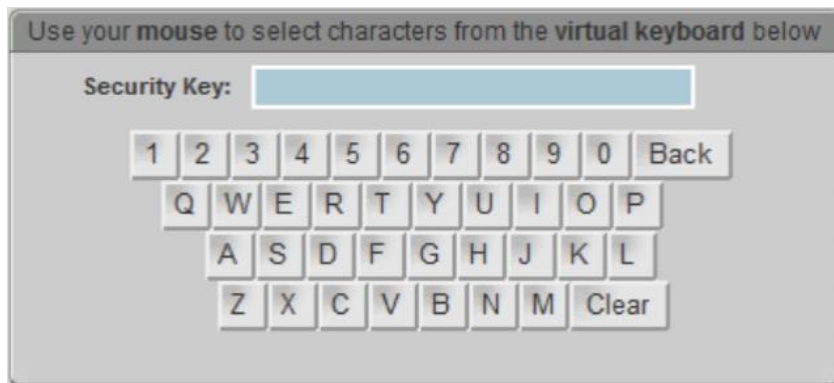 Use your mouse to select characters from the virtual keyboard below
Security Key:
1 2 3 4 5 6 7 8 9 0 Back
Q W E R T Y U I O P
A S D F G H J K L
Z X C V B N M Clear